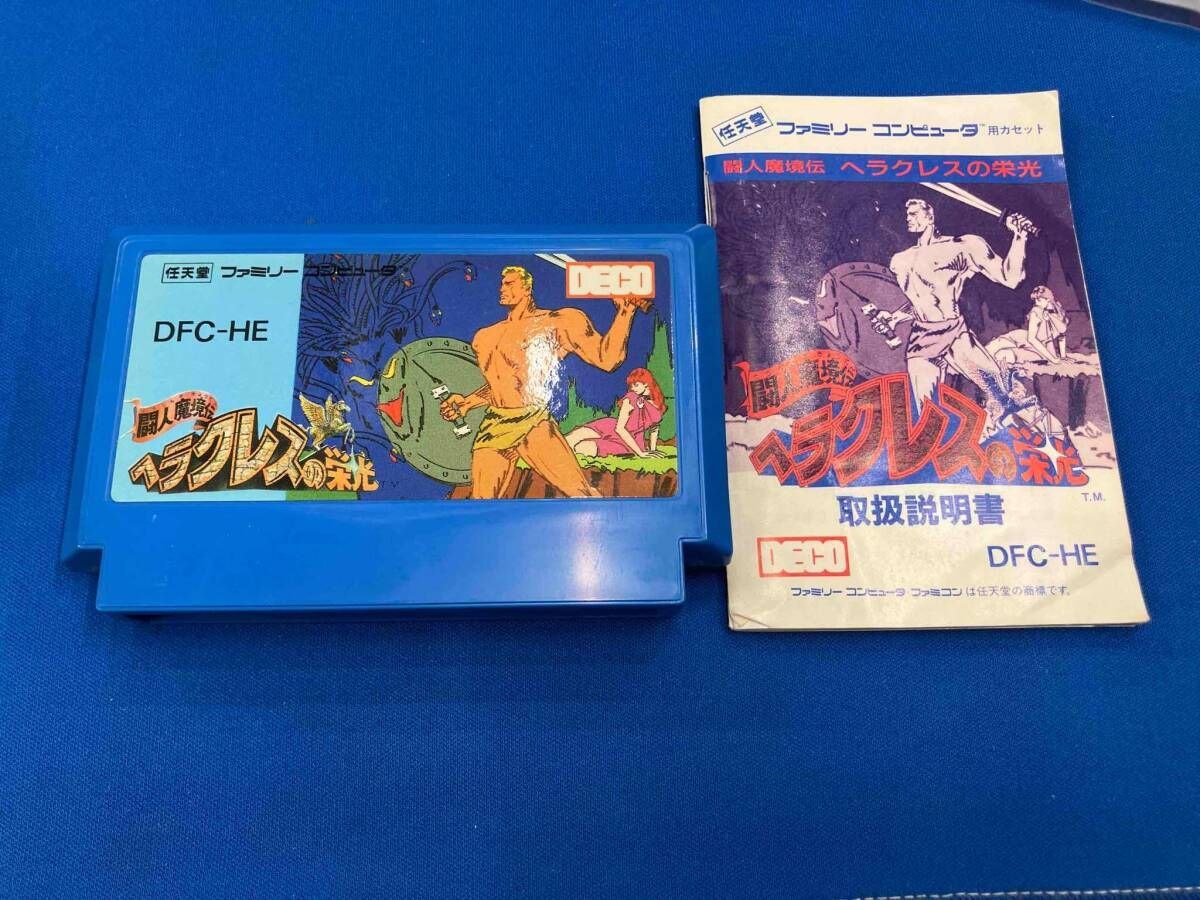 任天堂 ファミリー コンピュータ
DECO
DFC-HE
闘人魔境伝
ヘラクレスの栄光
T.M.
任天堂 ファミリー コンピュータ™用カセット
闘人魔境伝 ヘラクレスの栄光
闘人魔境伝
ヘラクレスの栄光
T.M.
取扱説明書
DECO
DFC-HE
ファミリー コンピュータ・ファミコンは任天堂の商標です。